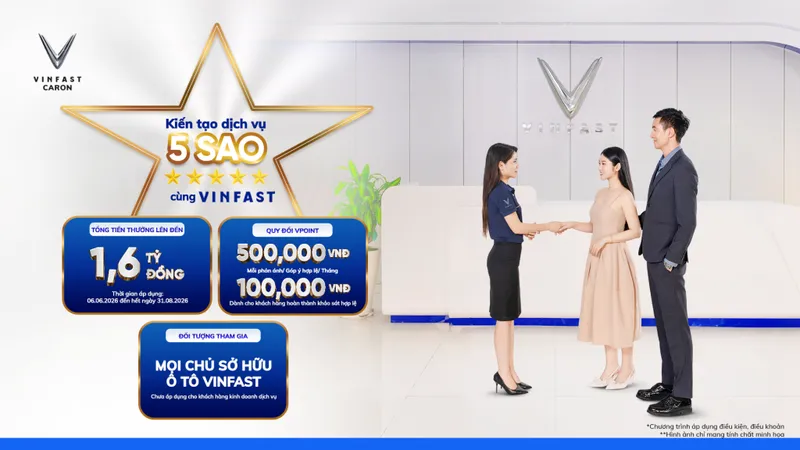 VINFAST
CARON
Kiến tạo dịch vụ
5 SAO
cùng VINFAST
TỔNG TIỀN THƯỞNG LÊN ĐẾN
1,6 TỶ
ĐỒNG
Thời gian áp dụng:
06.06.2026 đến hết ngày 31.08.2026
QUY ĐỔI VPOINT
500,000 VNĐ
Mỗi phản ánh/ Góp ý hợp lệ/ Tháng
100,000 VNĐ
Dành cho khách hàng hoàn thành khảo sát hợp lệ
ĐỐI TƯỢNG THAM GIA
MỌI CHỦ SỞ HỮU
Ô TÔ VINFAST
Chưa áp dụng cho khách hàng kinh doanh dịch vụ
VINFAST
*Chương trình áp dụng điều kiện, điều khoản
**Hình ảnh chỉ mang tính chất minh họa